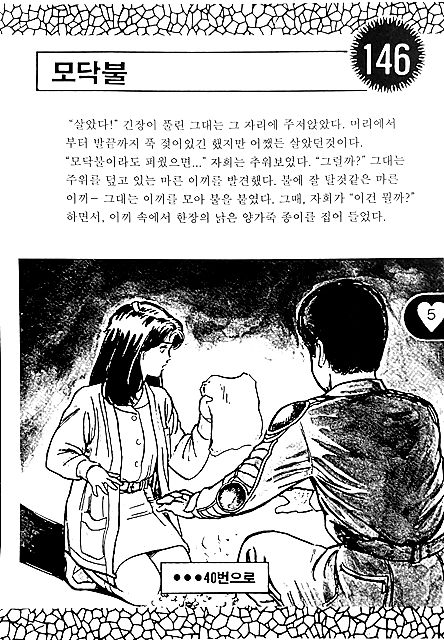 모닥불
146
"살았다!" 긴장이 풀린 그대는 그 자리에 주저앉았다. 머리에서
부터 발끝까지 푹 젖어있긴 했지만 어쨌든 살았던것이다.
"모닥불이라도 피웠으면..." 자희는 추워보였다. "그럴까?" 그대는
주위를 덮고 있는 마른 이끼를 발견했다. 불에 잘 탈것같은 마른
이끼— 그대는 이끼를 모아 불을 붙였다. 그때, 자희가 "이건 뭘까?"
하면서, 이끼 속에서 한장의 낡은 양가죽 종이를 집어 들었다.
5
●●●40번으로